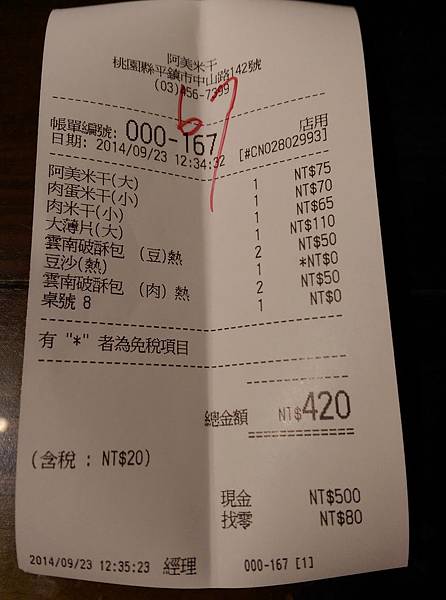 阿美米干
桃園縣平鎮市中山路142號
(03)456-7399
67
帳單編號: 000-167 店用
日期: 2014/09/23 12:34:32 [#CN02802993]
阿美米干(大) 1 NT$75
肉蛋米干(小) 1 NT$70
肉米干(小) 1 NT$65
大薄片(大) 1 NT$110
雲南破酥包 (豆)熱 2 NT$50
豆沙(熱) 1 *NT$0
雲南破酥包 (肉) 熱 2 NT$50
桌號 8 1 NT$0
有 "*" 者為免稅項目
總金額 NT$420
(含稅 : NT$20)
現金 NT$500
找零 NT$80
2014/09/23 12:35:23 經理 000-167 [1]